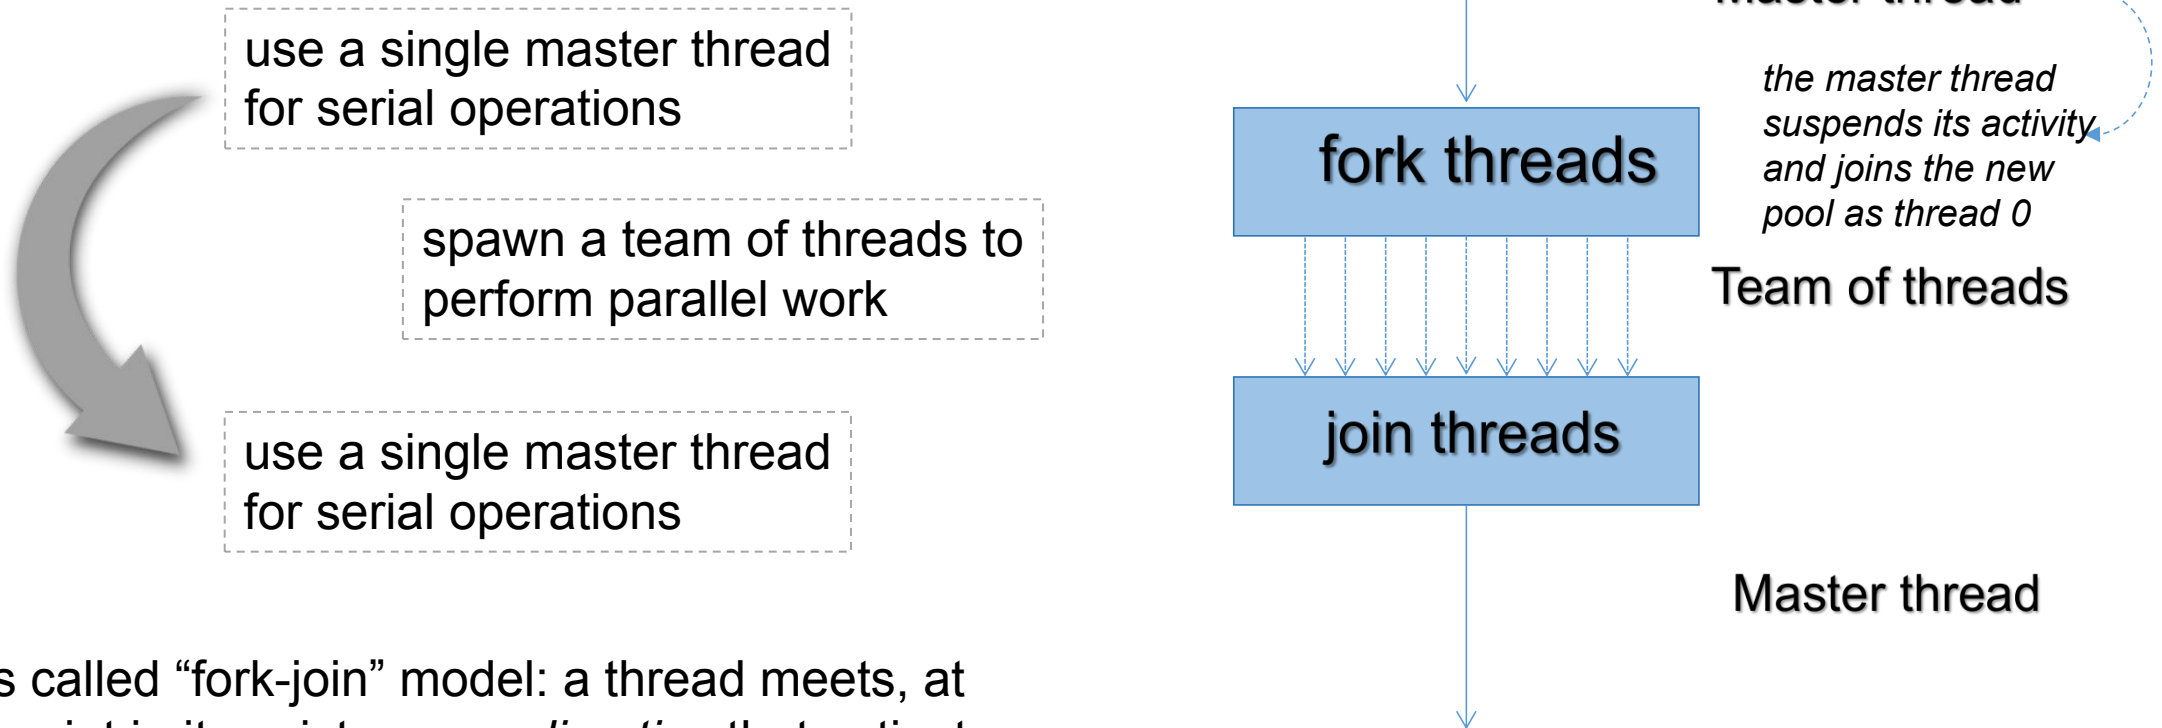 use a single master thread
for serial operations
spawn a team of threads to
perform parallel work
use a single master thread
for serial operations
s called “fork-join” model: a thread meets, at
Master thread
the master thread
suspends its activity
and joins the new
pool as thread 0
fork threads
Team of threads
join threads
Master thread